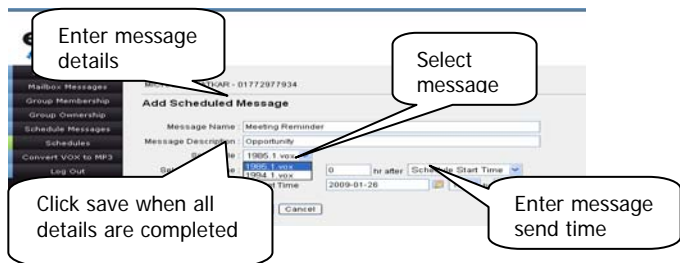 Enter message
details
Select
message
Mailbox Messages
Group Membership
Group Ownership
Schedule Messages
Schedules
Convert VOX to MP3
Log Out
TKAR - 01772977934
Add Scheduled Message
Message Name : Meeting Reminder
Message Description : Opportunity
1985.1.vox
1985.1.vox
1994.1.vox
0 hr after Schedule Start Time
Time 2009-01-26
Cancel
Click save when all
details are completed
Enter message
send time